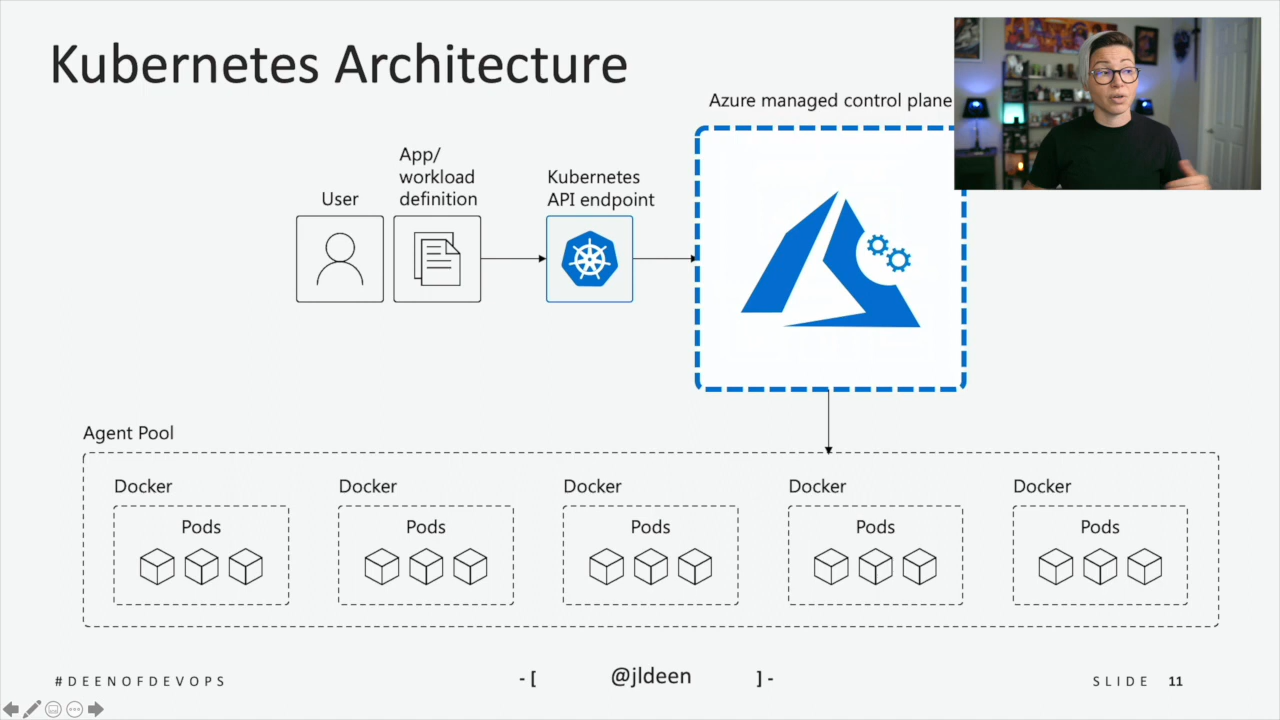 Kubernetes Architecture
Azure managed control plane
App/
workload
definition
User
Kubernetes
API endpoint
Agent Pool
Docker
Docker
Docker
Docker
Docker
Pods
Pods
Pods
Pods
Pods
#DEENOFDEVOPS
-[ @jldeen ]-
SLIDE 11